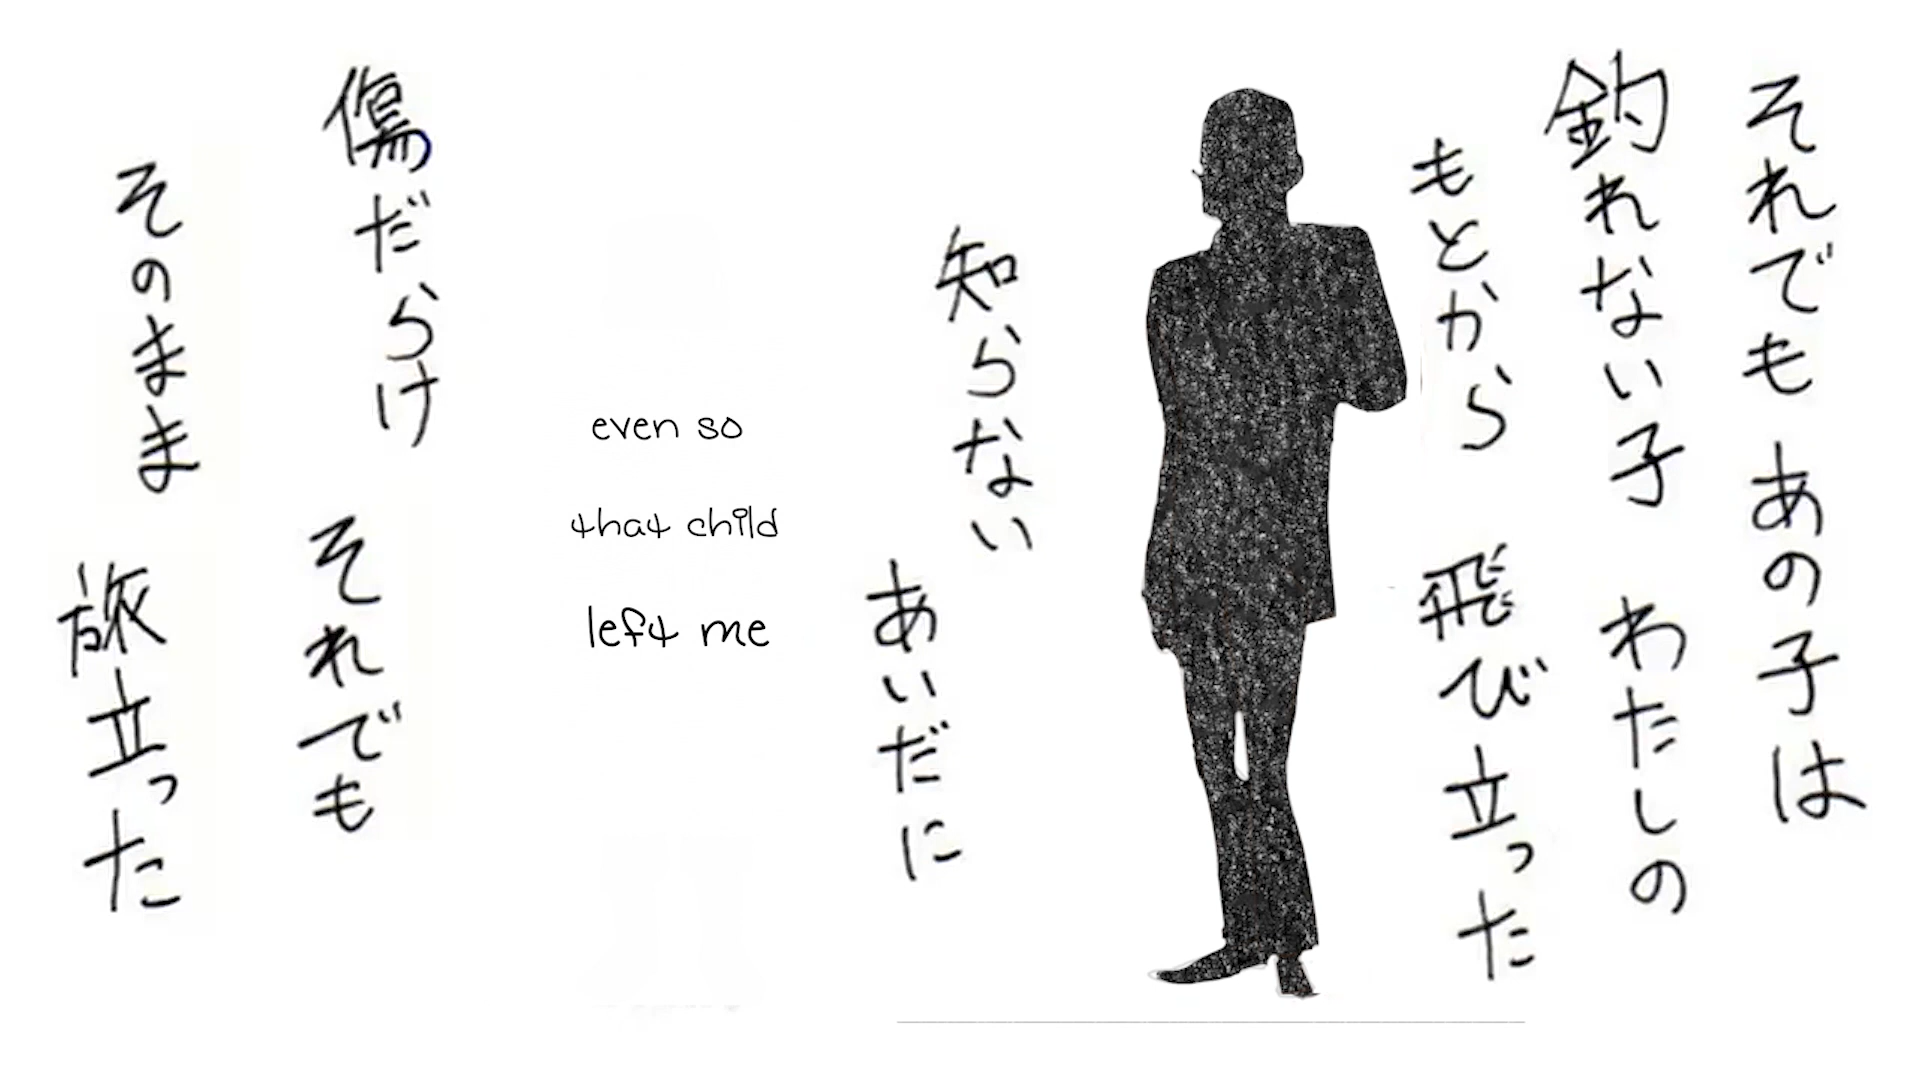 それでも あの子は
釣れない子 わたしの
もとから 飛び立った
知らない
あいだに
even so
that child
left me
傷だらけ それでも
そのまま 旅立った